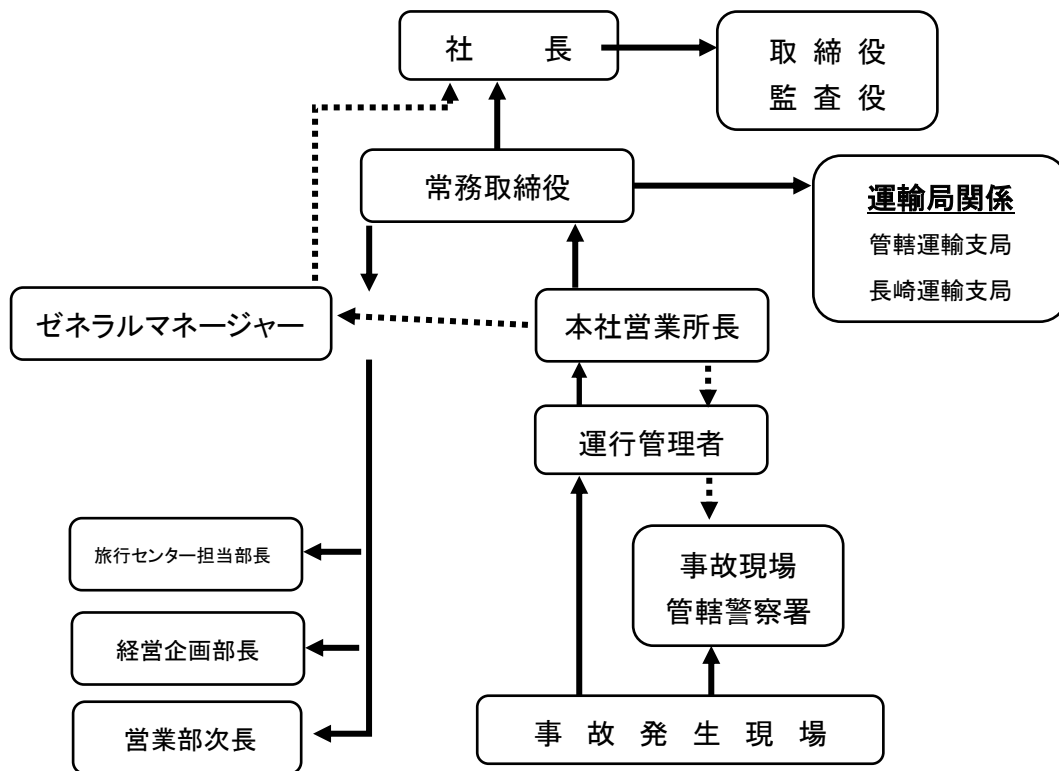 社　長
取締役
監査役
常務取締役
運輸局関係
管轄運輸支局
長崎運輸支局
ゼネラルマネージャー
本社営業所長
運行管理者
旅行センター担当部長
事故現場
管轄警察署
経営企画部長
営業部次長
事故発生現場